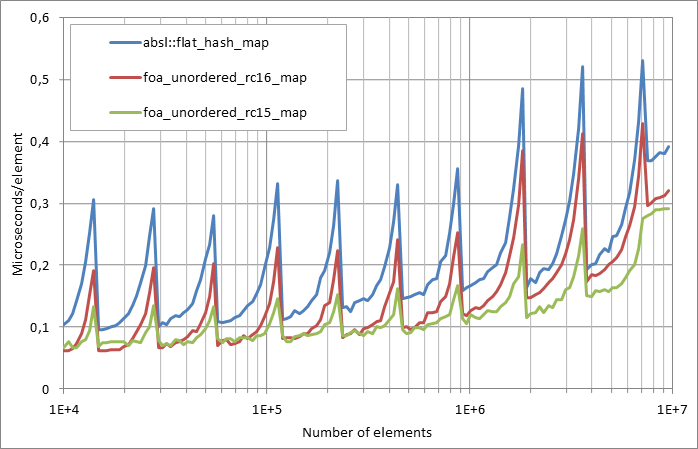 0,6
absl::flat_hash_map
foa_unordered_rc16_map
foa_unordered_rc15_map
0,5
0,4
0,3
0,2
0,1
0
Microseconds/element
1E+4 1E+5 1E+6 1E+7
Number of elements